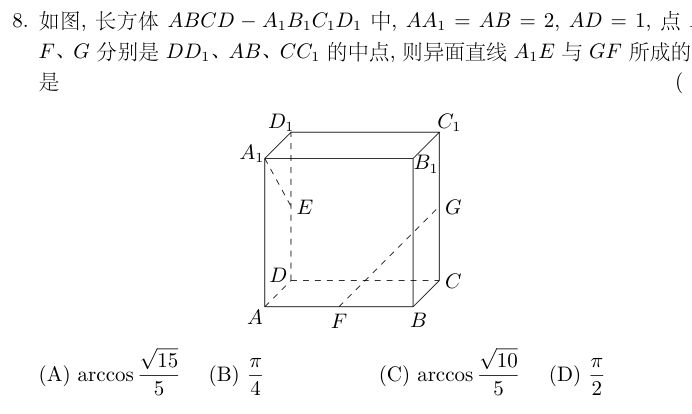 8. 如图, 长方体 ABCD − A₁B₁C₁D₁ 中, AA₁ = AB = 2, AD = 1, 点
F、G 分别是 DD₁、AB、CC₁ 的中点, 则异面直线 A₁E 与 GF 所成的
是 (
D₁ C₁
A₁ B₁
E G
D C
A F B
(A) arccos √15/5 (B) π/4 (C) arccos √10/5 (D) π/2